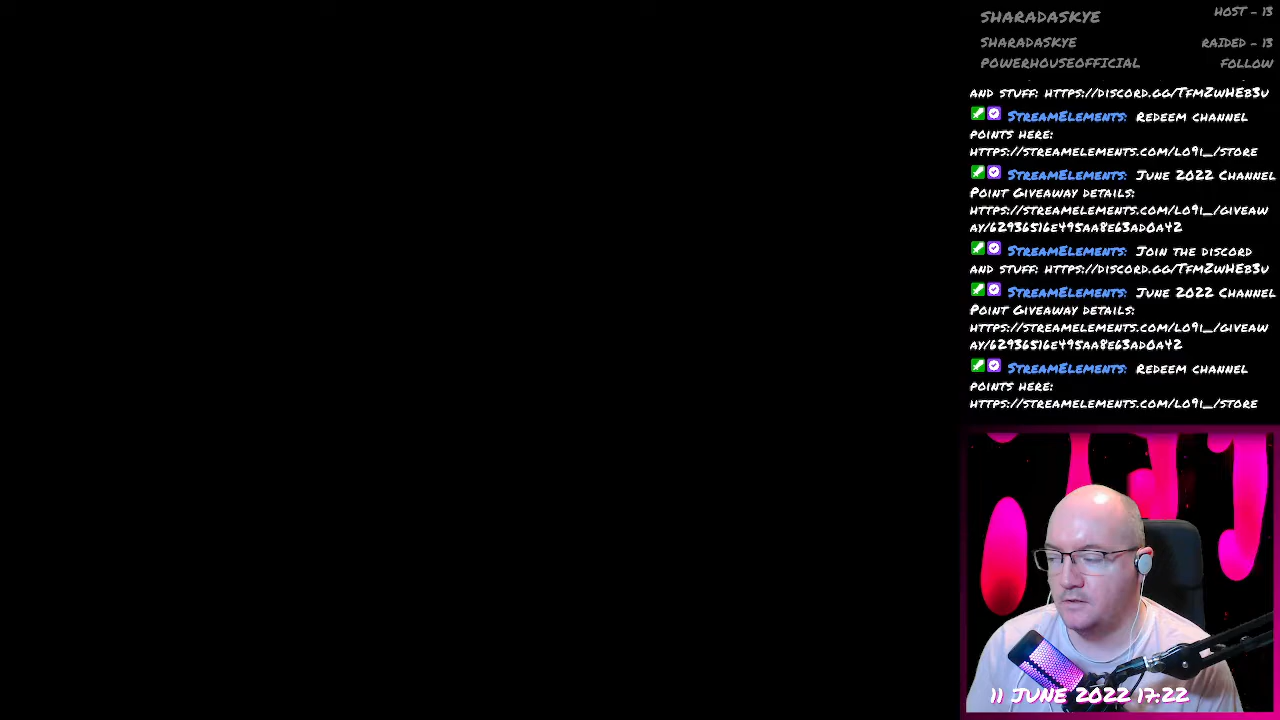 SHARADASKYE HOST - 13
SHARADASKYE RAIDED - 13
POWERHOUSEOFFICIAL FOLLOW
AND STUFF: HTTPS://DISCORD.GG/TFMZWHE83U
STREAMELEMENTS: REDEEM CHANNEL
POINTS HERE:
HTTPS://STREAMELEMENTS.COM/LO9I_/STORE
STREAMELEMENTS: JUNE 2022 CHANNEL
POINT GIVEAWAY DETAILS:
HTTPS://STREAMELEMENTS.COM/LO9I_/GIVEAW
AY/62936516E495AA8E63AD0A42
STREAMELEMENTS: JOIN THE DISCORD
AND STUFF: HTTPS://DISCORD.GG/TFMZWHE83U
STREAMELEMENTS: JUNE 2022 CHANNEL
POINT GIVEAWAY DETAILS:
HTTPS://STREAMELEMENTS.COM/LO9I_/GIVEAW
AY/62936516E495AA8E63AD0A42
STREAMELEMENTS: REDEEM CHANNEL
POINTS HERE:
HTTPS://STREAMELEMENTS.COM/LO9I_/STORE
11 JUNE 2022 17:22